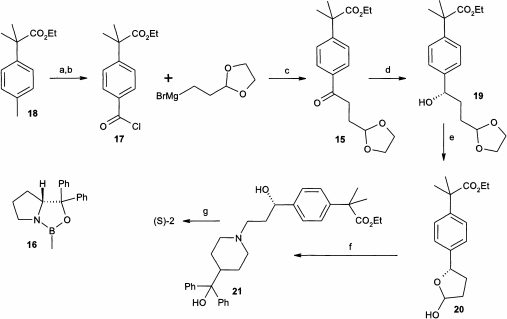 CO₂Et
18
a,b
CO₂Et
O
Cl
17
+
BrMg
O
O
c
CO₂Et
O
15
O
O
d
CO₂Et
HO
19
O
O
e
H
Ph
Ph
N
O
B
16
(S)-2
g
HO
CO₂Et
N
21
Ph
HO
Ph
f
CO₂Et
O
HO
20